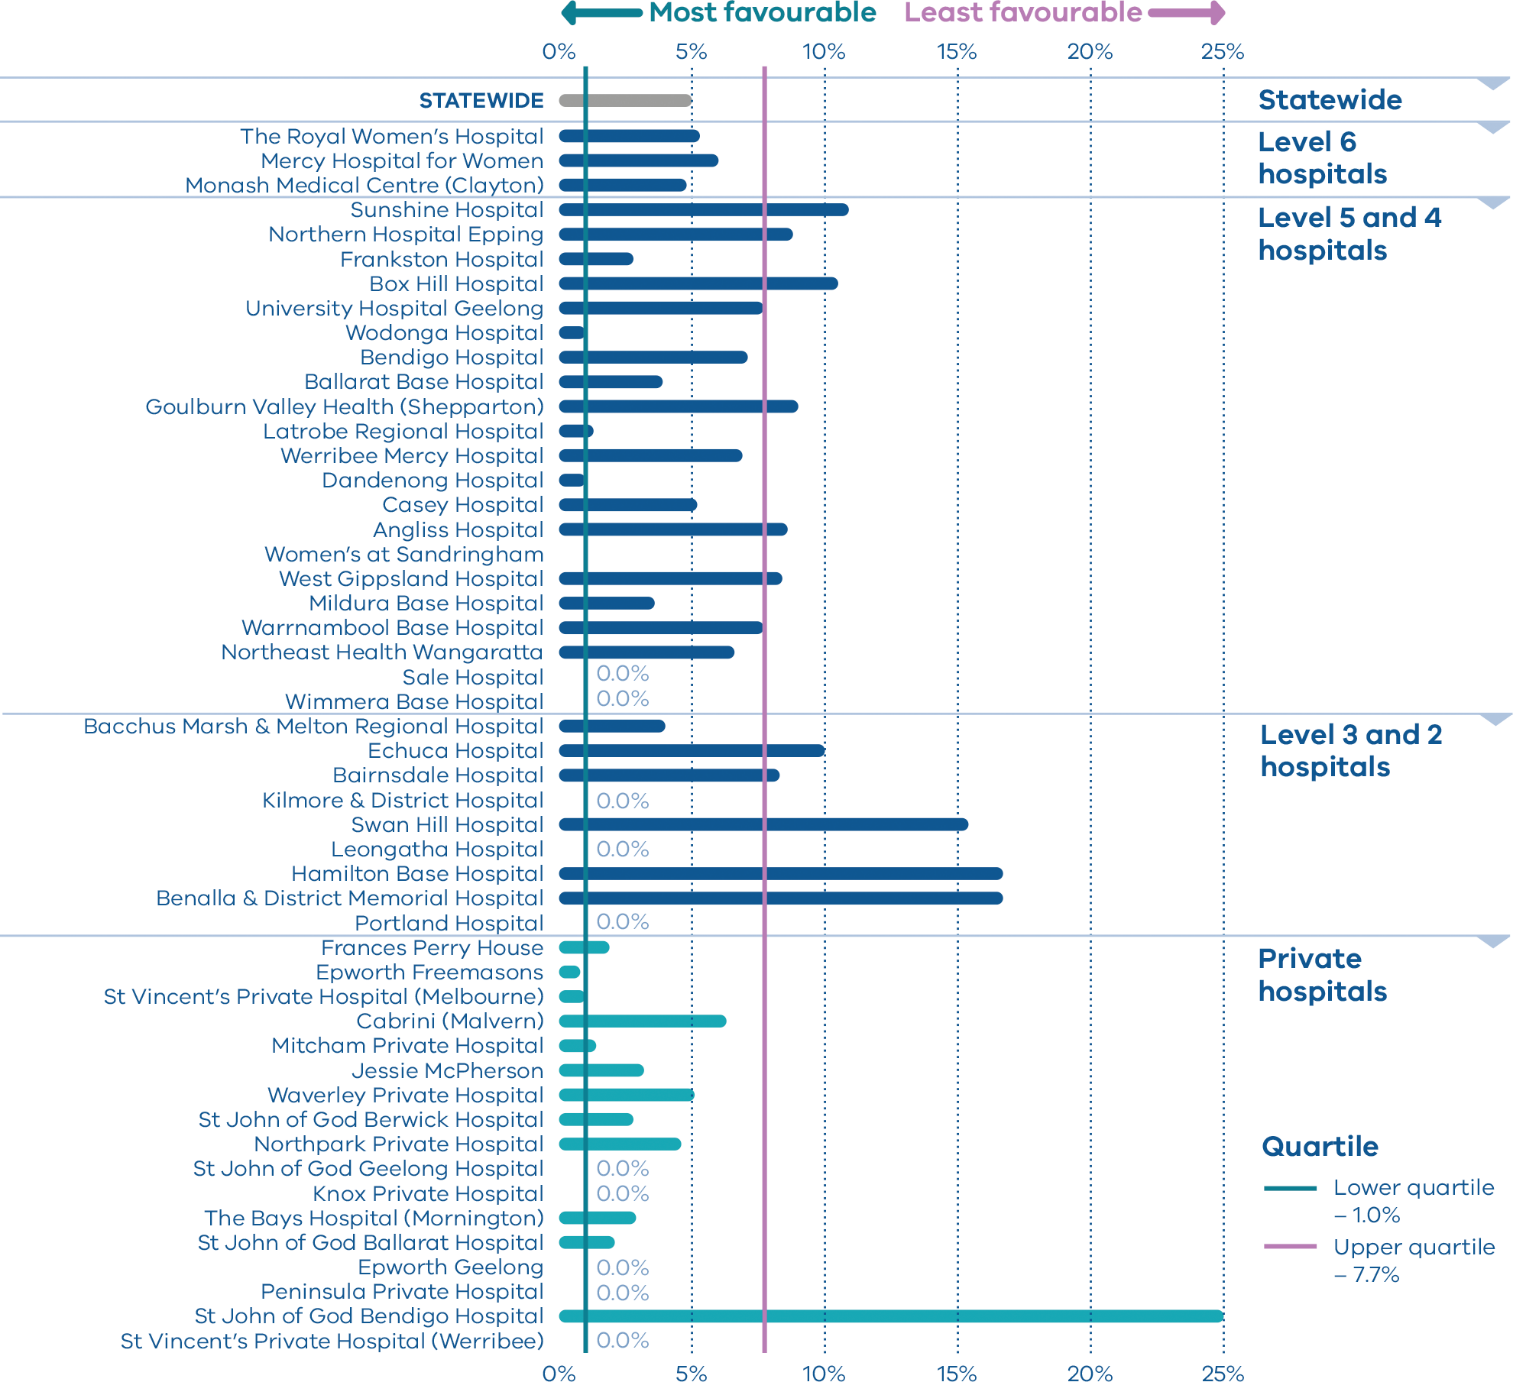 Most favourable Least favourable
0% 5% 10% 15% 20% 25%
STATEWIDE
Statewide
The Royal Women's Hospital
Mercy Hospital for Women
Monash Medical Centre (Clayton)
Level 6
hospitals
Sunshine Hospital
Northern Hospital Epping
Frankston Hospital
Box Hill Hospital
University Hospital Geelong
Wodonga Hospital
Bendigo Hospital
Ballarat Base Hospital
Goulburn Valley Health (Shepparton)
Latrobe Regional Hospital
Werribee Mercy Hospital
Dandenong Hospital
Casey Hospital
Angliss Hospital
Women's at Sandringham
West Gippsland Hospital
Mildura Base Hospital
Warrnambool Base Hospital
Northeast Health Wangaratta
Sale Hospital 0.0%
Wimmera Base Hospital 0.0%
Level 5 and 4
hospitals
Bacchus Marsh & Melton Regional Hospital
Echuca Hospital
Bairnsdale Hospital
Kilmore & District Hospital 0.0%
Swan Hill Hospital
Leongatha Hospital 0.0%
Hamilton Base Hospital
Benalla & District Memorial Hospital
Portland Hospital 0.0%
Level 3 and 2
hospitals
Frances Perry House
Epworth Freemasons
St Vincent's Private Hospital (Melbourne)
Cabrini (Malvern)
Mitcham Private Hospital
Jessie McPherson
Waverley Private Hospital
St John of God Berwick Hospital
Northpark Private Hospital
St John of God Geelong Hospital 0.0%
Knox Private Hospital 0.0%
The Bays Hospital (Mornington)
St John of God Ballarat Hospital
Epworth Geelong 0.0%
Peninsula Private Hospital 0.0%
St John of God Bendigo Hospital
St Vincent's Private Hospital (Werribee) 0.0%
Private
hospitals
Quartile
Lower quartile
– 1.0%
Upper quartile
– 7.7%
0% 5% 10% 15% 20% 25%